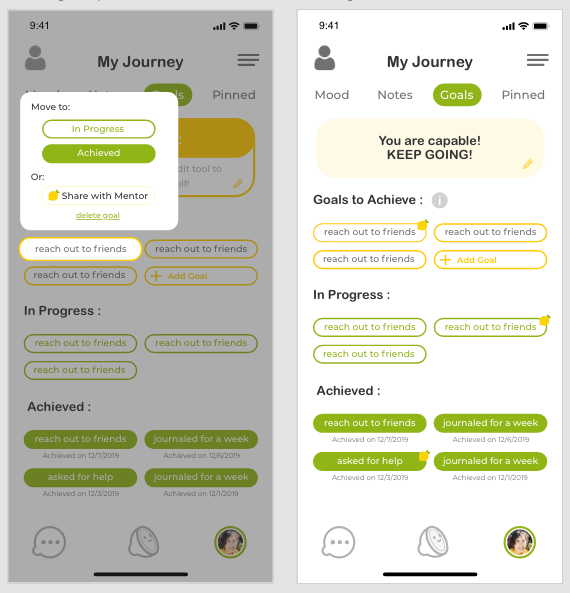 9:41
My Journey
Goals
Pinned
Move to:
In Progress
Achieved
Or:
Share with Mentor
delete goal
edit tool to
reach out to friends
reach out to friends
reach out to friends
Add Goal
In Progress :
reach out to friends
reach out to friends
reach out to friends
Achieved :
reach out to friends
journaled for a week
Achieved on 12/7/2019
Achieved on 12/6/2019
asked for help
journaled for a week
Achieved on 12/3/2019
Achieved on 12/1/2019
9:41
My Journey
Mood
Notes
Goals
Pinned
You are capable!
KEEP GOING!
Goals to Achieve :
i
reach out to friends
reach out to friends
reach out to friends
Add Goal
In Progress :
reach out to friends
reach out to friends
reach out to friends
Achieved :
reach out to friends
journaled for a week
Achieved on 12/7/2019
Achieved on 12/6/2019
asked for help
journaled for a week
Achieved on 12/3/2019
Achieved on 12/1/2019